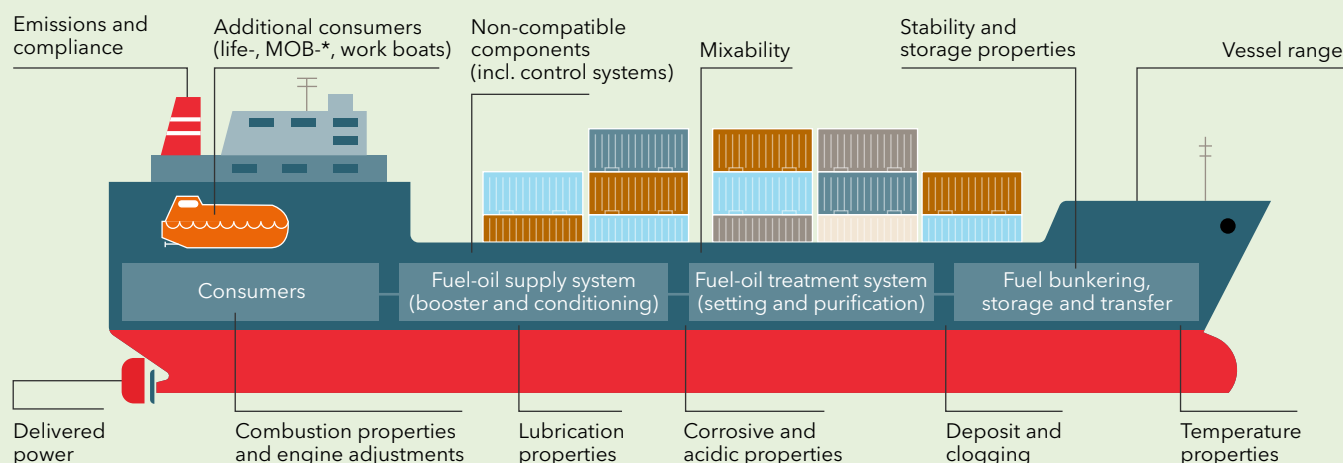 Emissions and
compliance
Additional consumers
(life-, MOB-*, work boats)
Non-compatible
components
(incl. control systems)
Mixability
Stability and
storage properties
Vessel range
Consumers
Fuel-oil supply system
(booster and conditioning)
Fuel-oil treatment system
(setting and purification)
Fuel bunkering,
storage and transfer
Delivered
power
Combustion properties
and engine adjustments
Lubrication
properties
Corrosive and
acidic properties
Deposit and
clogging
Temperature
properties